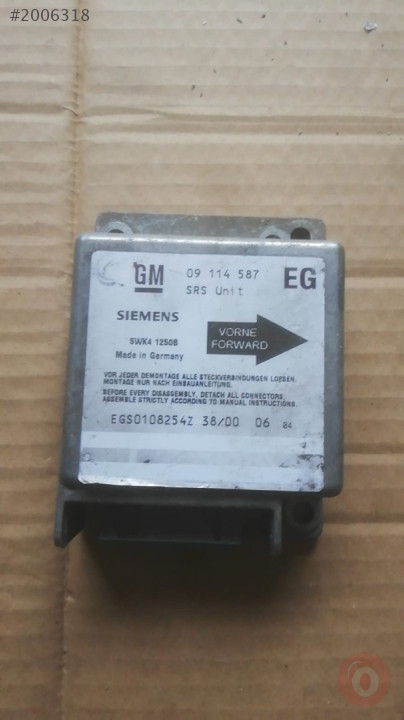 #2006318
GM 09 114 587 EG
SRS Unit
SIEMENS
VORNE
FORWARD
5WK4 1250B
Made in Germany
VOR JEDER DEMONTAGE ALLE STECKVERBINDUNGEN LOESEN.
MONTAGE NUR NACH EINBAUANLEITUNG.
BEFORE EVERY DISASSEMBLY, DETACH ALL CONNECTORS.
ASSEMBLE STRICTLY ACCORDING TO MANUAL INSTRUCTIONS.
EGS0108254Z 38/00 06 04